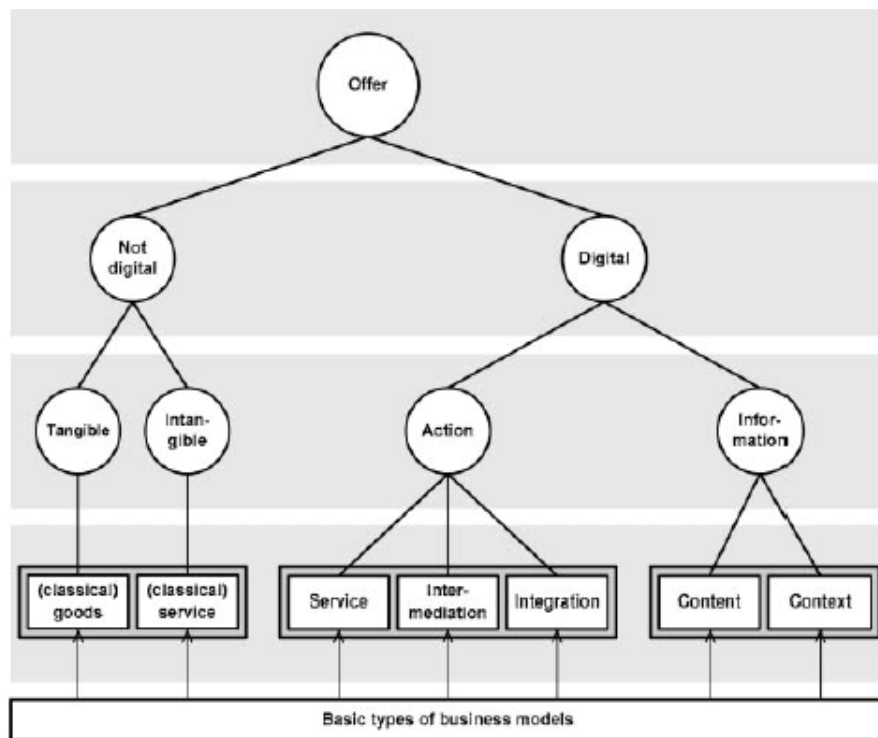 Offer
Not
digital
Digital
Tangible
Intan-
gible
Action
Infor-
mation
(classical)
goods
(classical)
service
Service
Inter-
mediation
Integration
Content
Context
Basic types of business models